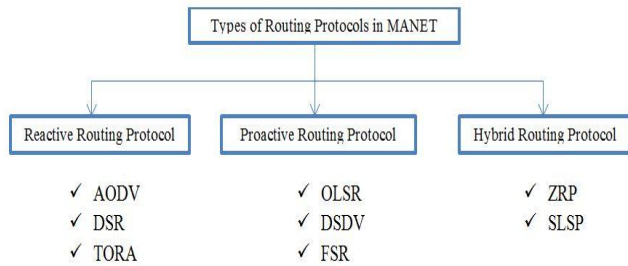 Types of Routing Protocols in MANET
Reactive Routing Protocol
Proactive Routing Protocol
Hybrid Routing Protocol
✓ AODV
✓ DSR
✓ TORA
✓ OLSR
✓ DSDV
✓ FSR
✓ ZRP
✓ SLSP